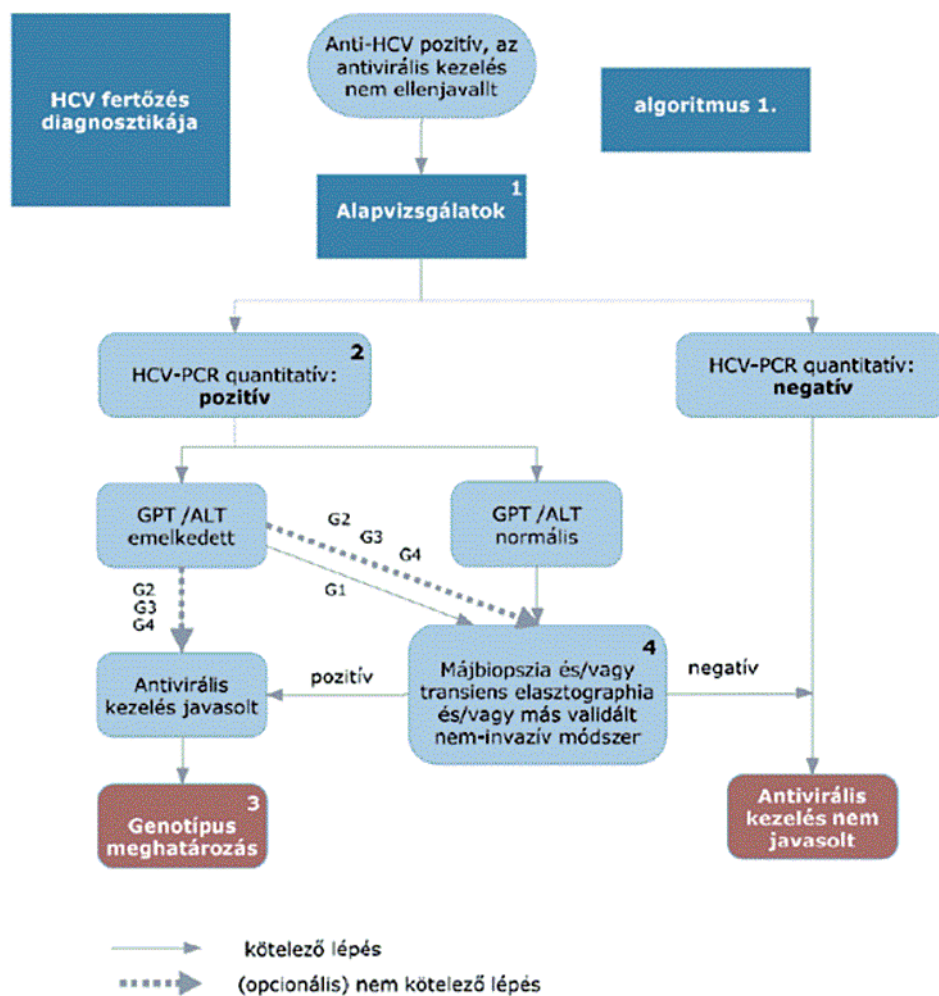 HCV fertőzés
diagnosztikája
Anti-HCV pozitív, az
antivirális kezelés
nem ellenjavallt
algoritmus 1.
1
Alapvizsgálatok
2
HCV-PCR quantitatív:
pozitív
HCV-PCR quantitatív:
negatív
GPT /ALT
emelkedett
GPT /ALT
normális
G2
G3
G4
G1
G2
G3
G4
Antivirális
kezelés javasolt
pozitív
4
Májbiopszia és/vagy
transiens elasztographia
és/vagy más validált
nem-invazív módszer
negatív
3
Genotípus
meghatározás
Antivirális
kezelés nem
javasolt
kötelező lépés
(opcionális) nem kötelező lépés